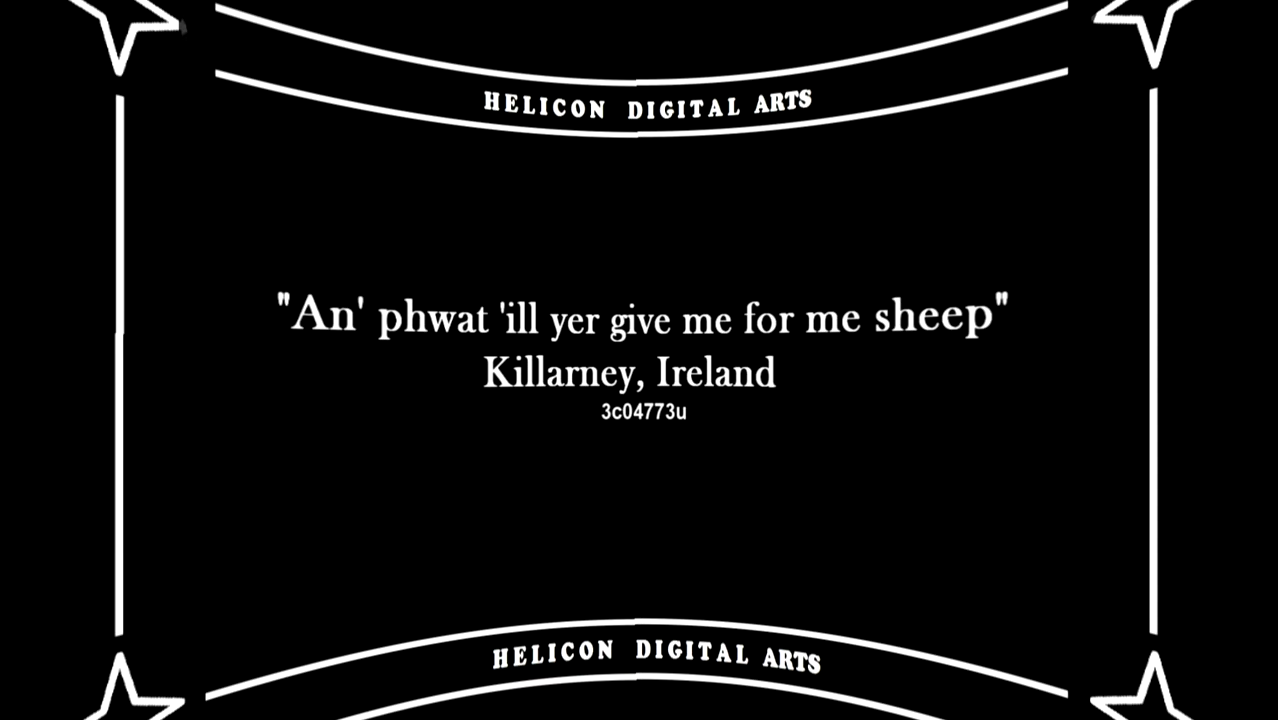 HELICON DIGITAL ARTS
"An' phwat 'ill yer give me for me sheep"
Killarney, Ireland
3c04773u
HELICON DIGITAL ARTS